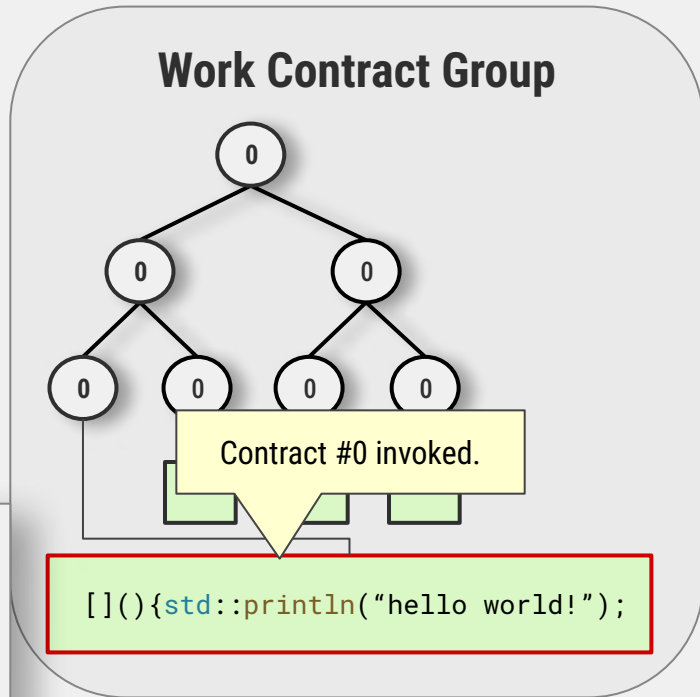 Work Contract Group
0
0 0
0 0 0 0
Contract #0 invoked.
[](){std::println(“hello world!”);